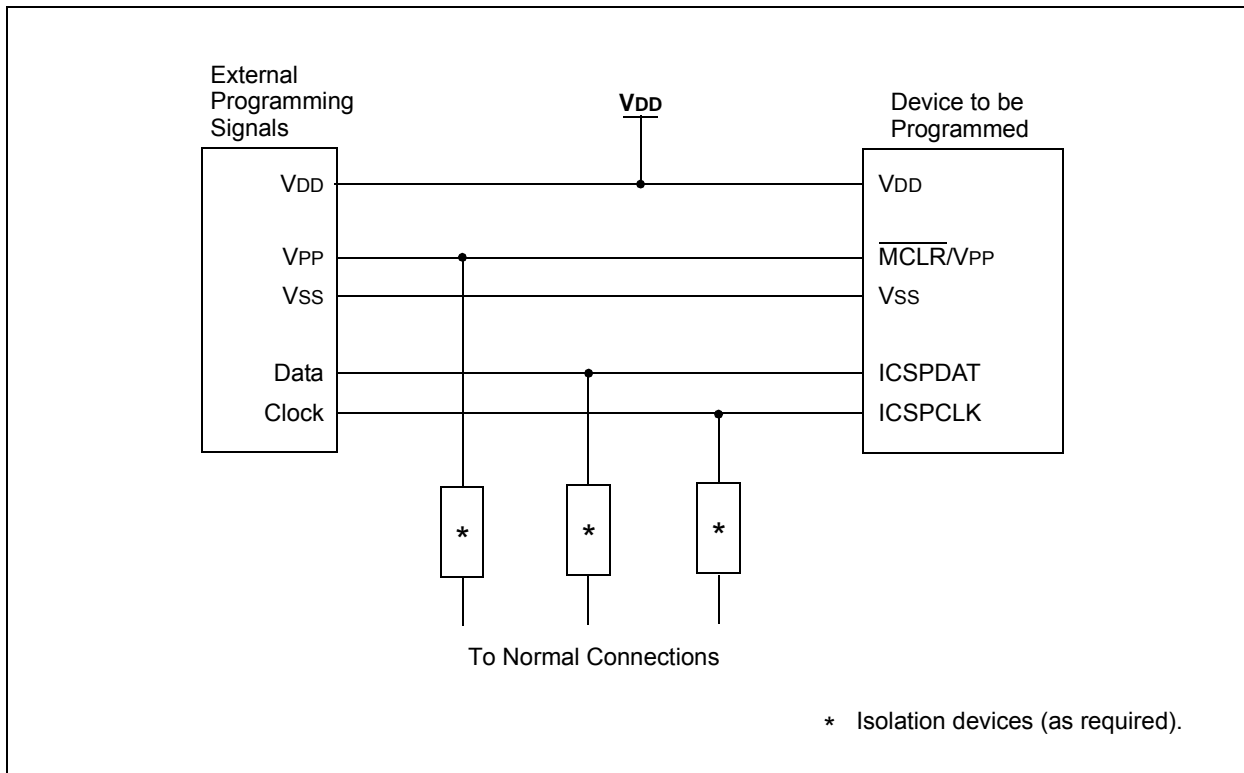 External
Programming
Signals
VDD
Device to be
Programmed
VDD
VDD
VPP
MCLR/VPP
VSS
VSS
Data
ICSPDAT
Clock
ICSPCLK
*
*
*
To Normal Connections
* Isolation devices (as required).